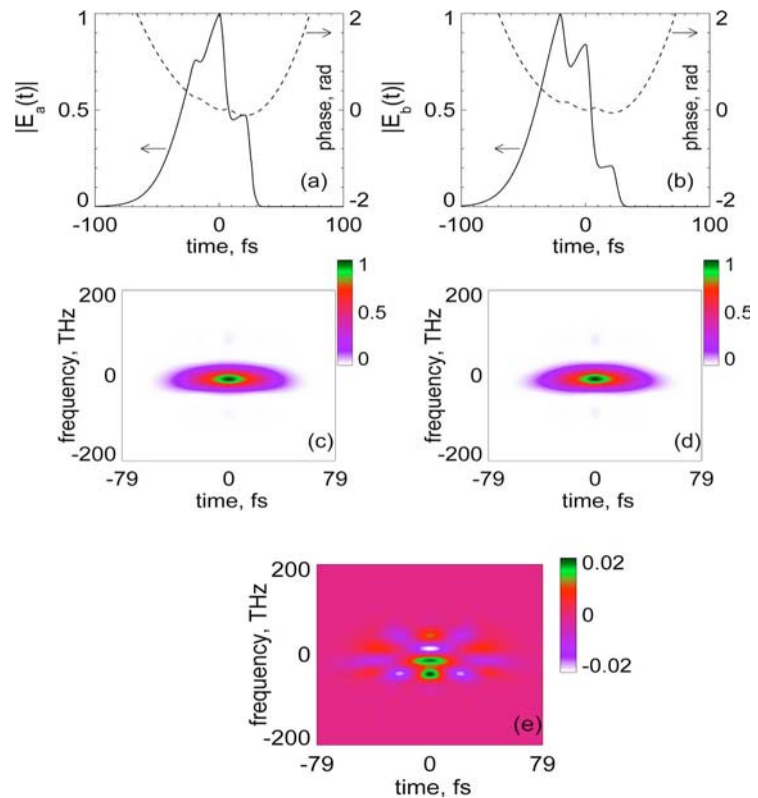 1 2 1 2
|E_a(t)| 0.5 0 phase, rad |E_b(t)| 0.5 0 phase, rad
(a) (b)
0 -2 0 -2
-100 0 100 -100 0 100
time, fs time, fs
1 1
200 0.5 200 0.5
frequency, THz 0 0 frequency, THz 0 0
(c) (d)
-200 -200
-79 0 79 -79 0 79
time, fs time, fs
200 0.02
frequency, THz 0 0
-0.02
(e)
-200
-79 0 79
time, fs